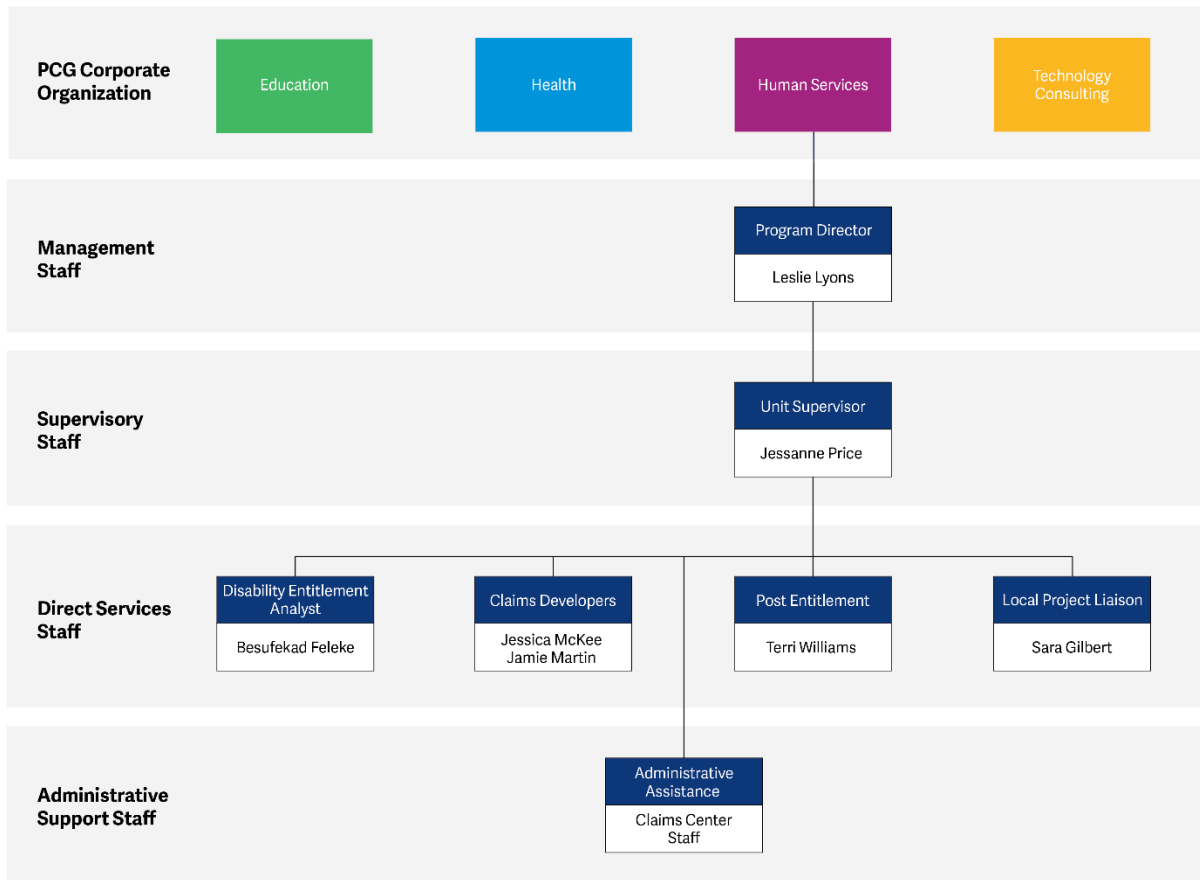 PCG Corporate
Organization
Education
Health
Human Services
Technology
Consulting
Management
Staff
Program Director
Leslie Lyons
Supervisory
Staff
Unit Supervisor
Jessanne Price
Direct Services
Staff
Disability Entitlement
Analyst
Besufekad Feleke
Claims Developers
Jessica McKee
Jamie Martin
Post Entitlement
Terri Williams
Local Project Liaison
Sara Gilbert
Administrative
Support Staff
Administrative
Assistance
Claims Center
Staff